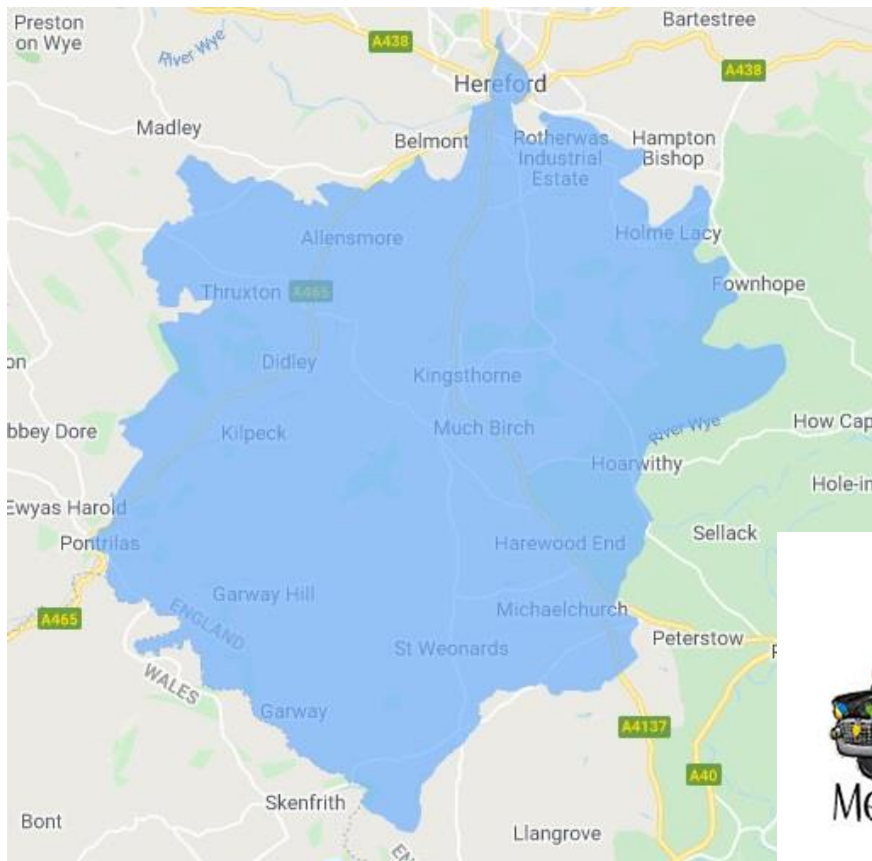 Preston
on Wye
Bartestree
A438
River Wye
Hereford
A438
Madley
Belmont
Rotherwas
Industrial
Estate
Hampton
Bishop
Allensmore
Holme Lacy
Thruxton
A465
Fownhope
Didley
Kingsthorne
bbey Dore
Kilpeck
Much Birch
River Wye
How Cap
Hoarwithy
Hole-in
Ewyas Harold
Sellack
Pontrilas
Harewood End
Garway Hill
Michaelchurch
A465
ENGLAND
Peterstow
St Weonards
WALES
Garway
A4137
A40
Skenfrith
Bont
Llangrove
Me